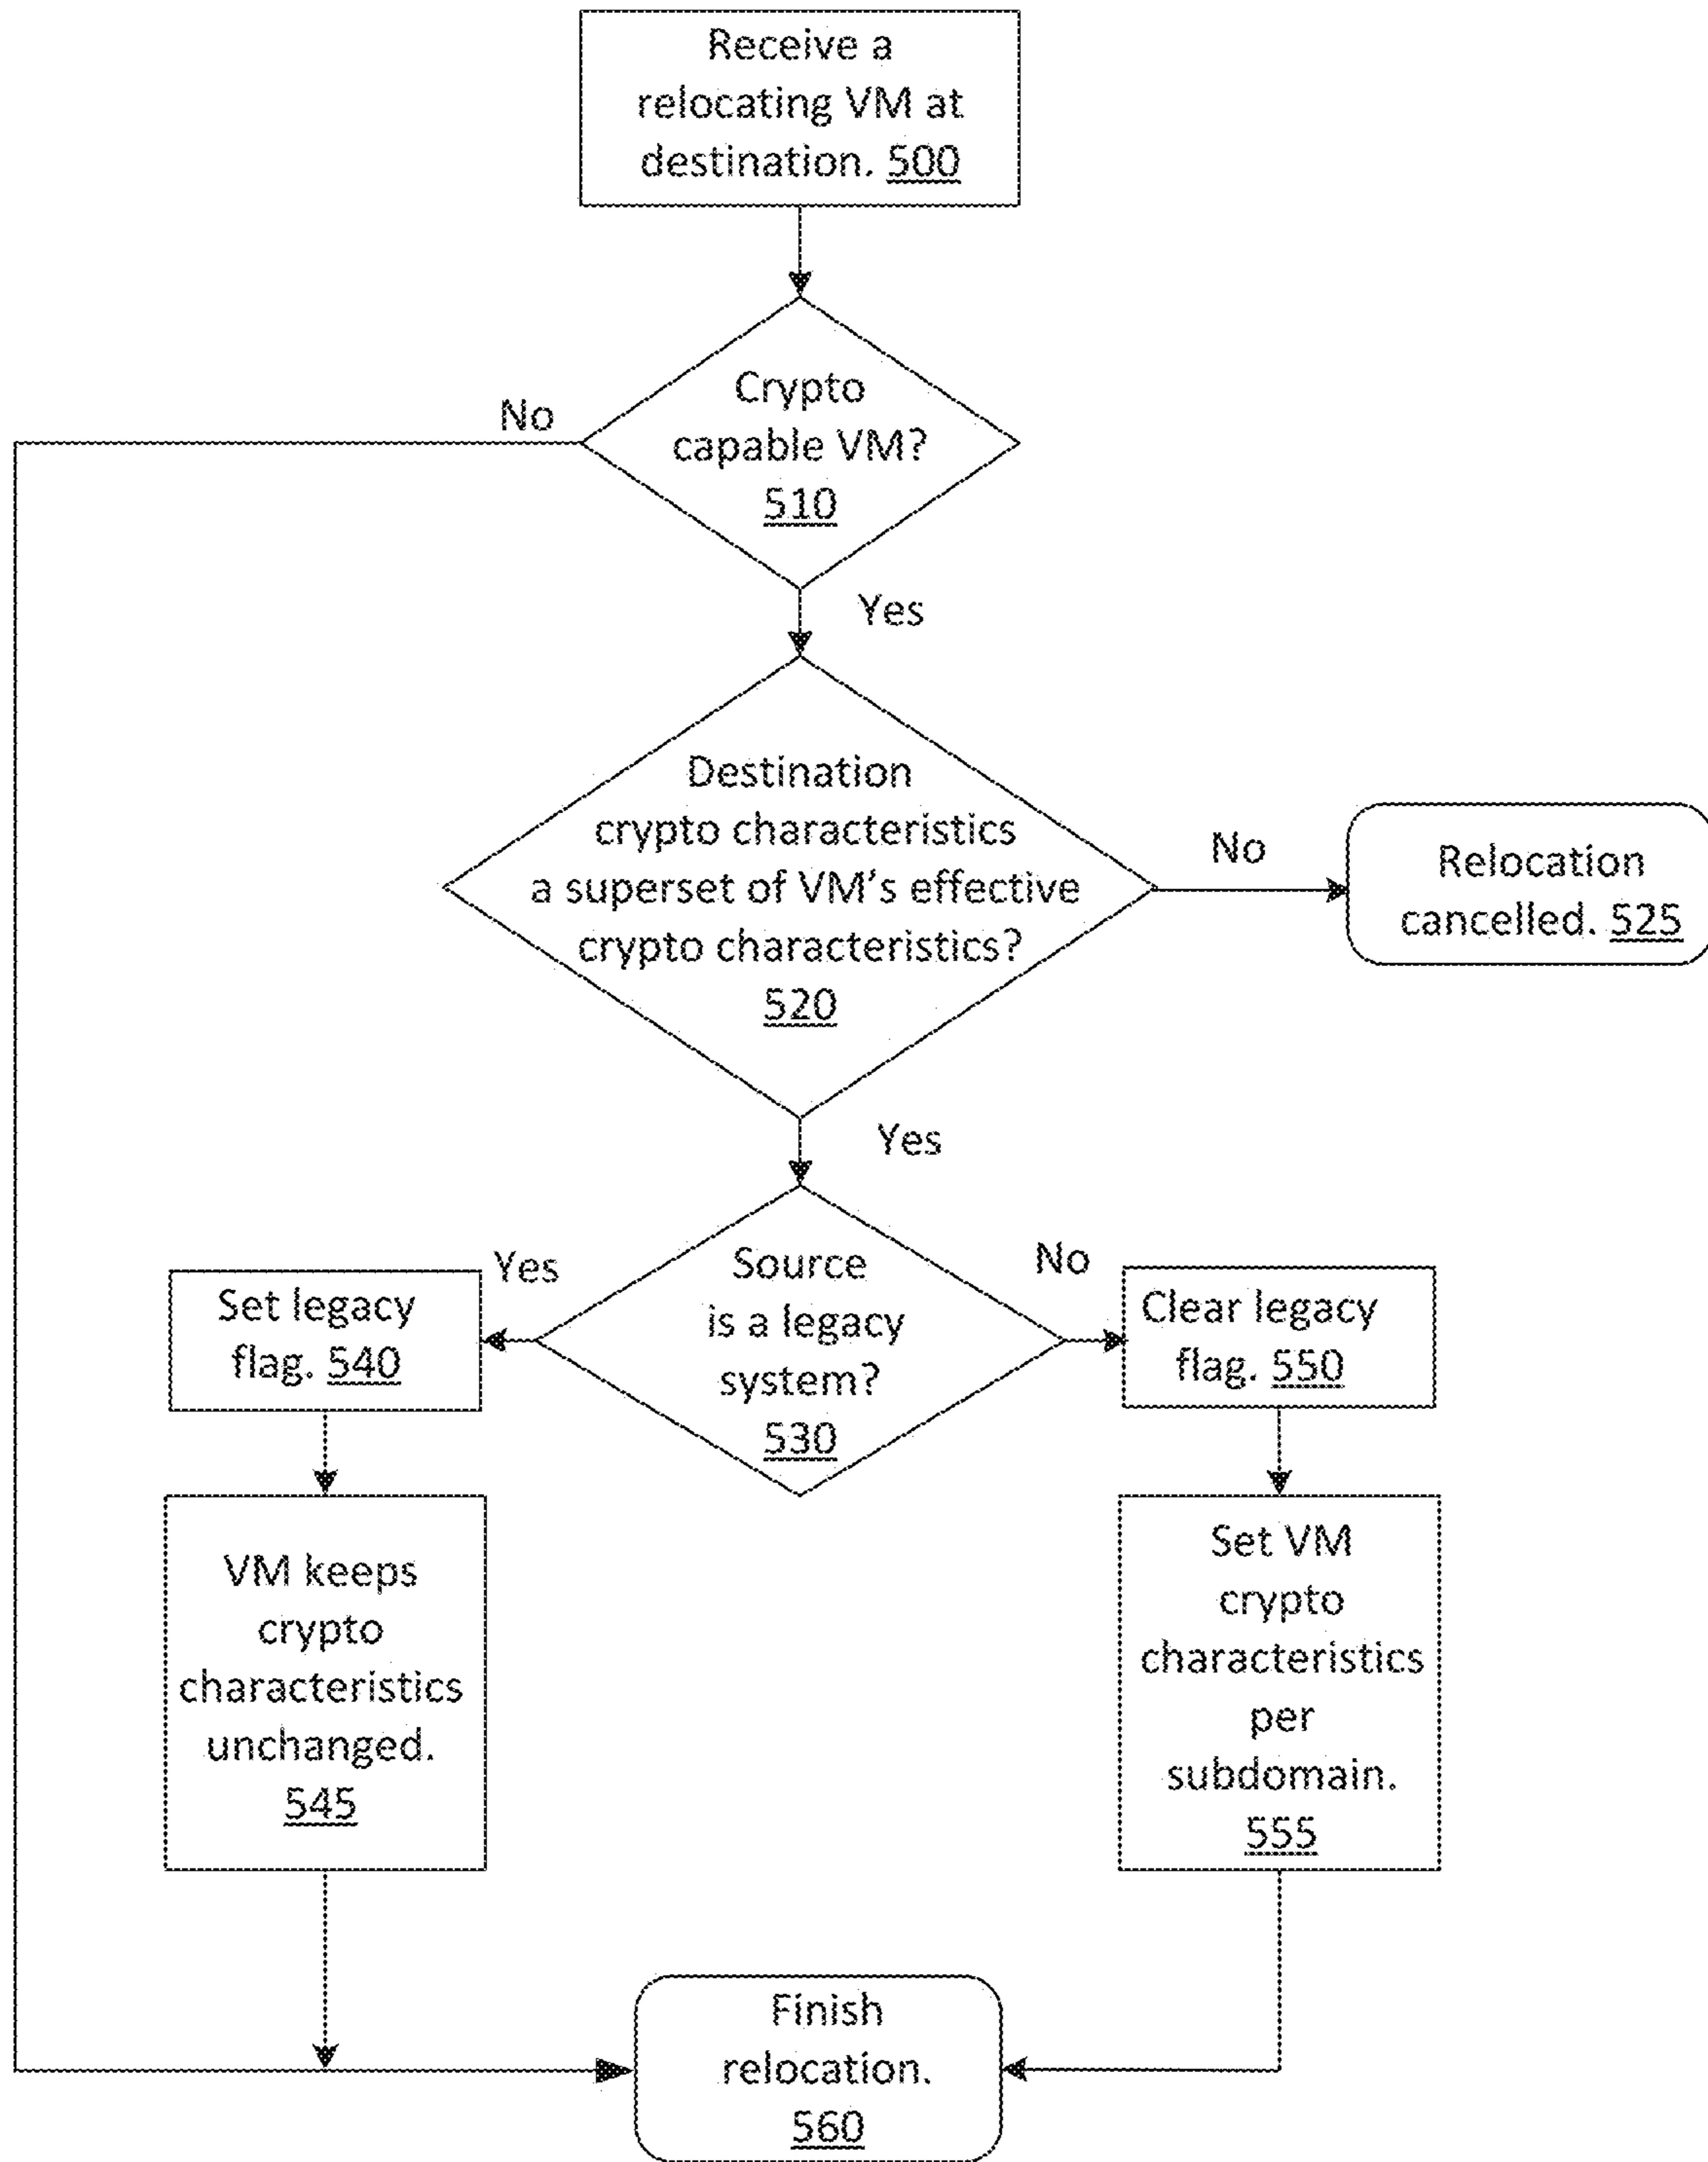 Receive a
relocating VM at
destination. 500
Crypto
capable VM?
510
No
Yes
Destination
crypto characteristics
a superset of VM's effective
crypto characteristics?
520
No
Relocation
cancelled. 525
Yes
Source
is a legacy
system?
530
Yes
No
Set legacy
flag. 540
Clear legacy
flag. 550
VM keeps
crypto
characteristics
unchanged.
545
Set VM
crypto
characteristics
per
subdomain.
555
Finish
relocation.
560